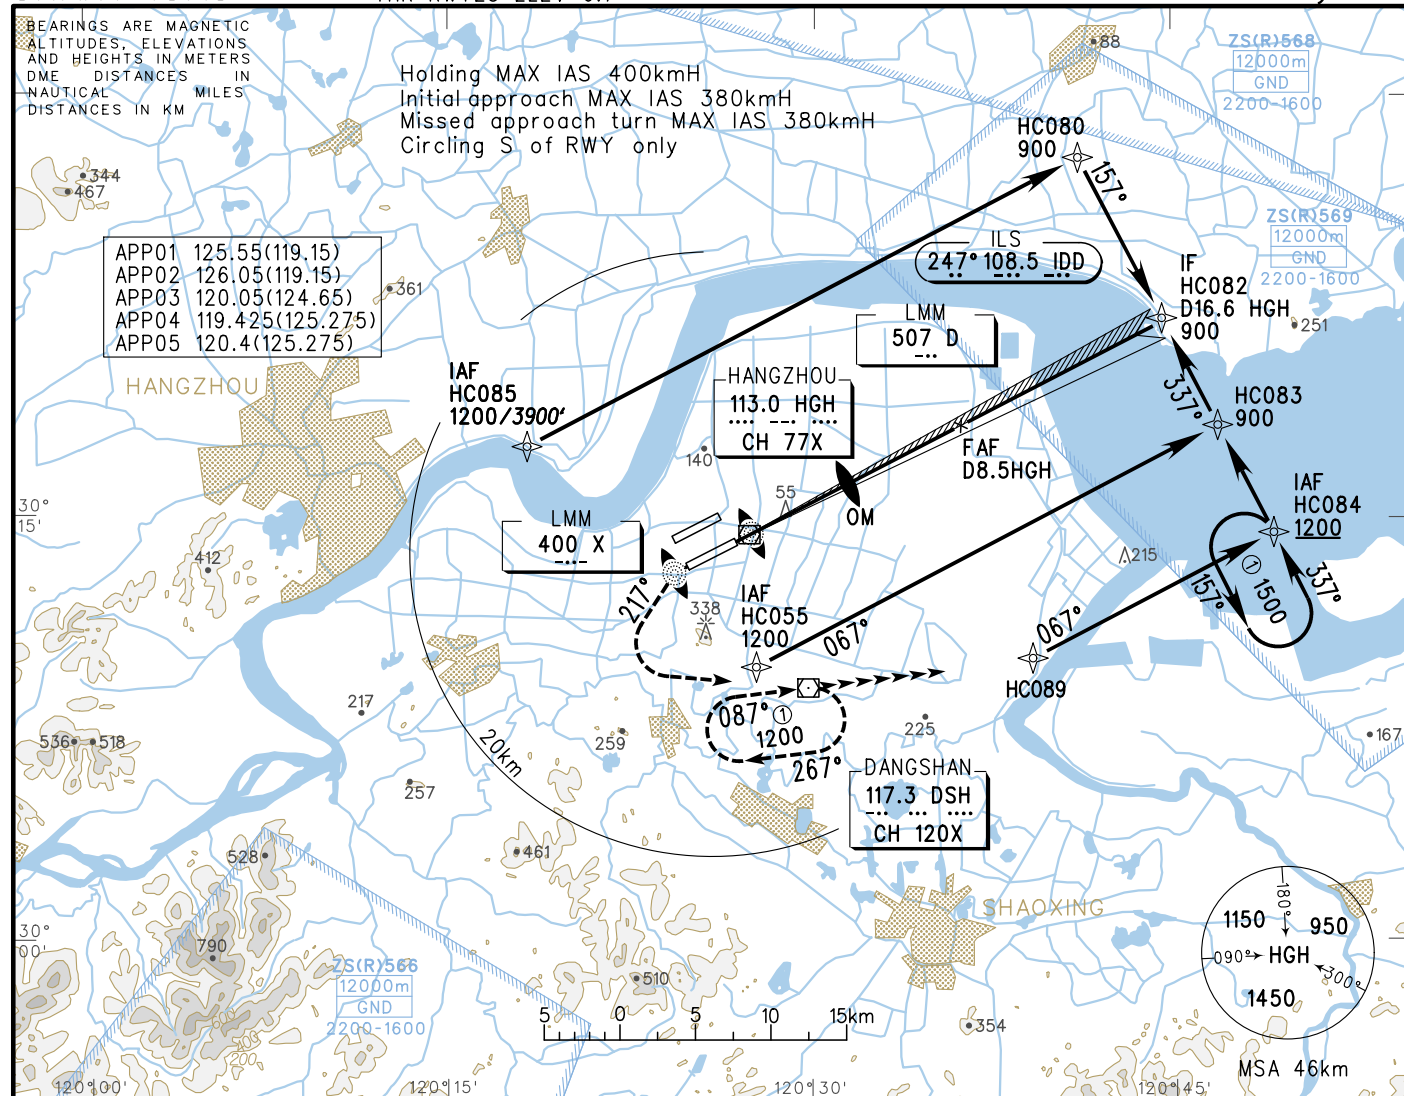 BEARINGS ARE MAGNETIC
ALTITUDES, ELEVATIONS
AND HEIGHTS IN METERS
DME DISTANCES IN
NAUTICAL MILES
DISTANCES IN KM
Holding MAX IAS 400kmH
Initial approach MAX IAS 380kmH
Missed approach turn MAX IAS 380kmH
Circling S of RWY only
88
ZS(R)568
12000m
GND
2200-1600
HC080
900
157°
344
467
ZS(R)569
12000m
GND
2200-1600
APP01 125.55(119.15)
APP02 126.05(119.15)
APP03 120.05(124.65)
APP04 119.425(125.275)
APP05 120.4(125.275)
361
ILS
247° 108.5 IDD
IF
HC082
D16.6 HGH
900
251
LMM
507 D
HANGZHOU
IAF
HC085
1200/3900'
HANGZHOU
113.0 HGH
CH 77X
337°
HC083
900
140
FAF
D8.5HGH
55
OM
IAF
HC084
1200
30°
15'
LMM
400 X
412
215
217°
338
IAF
HC055
1200
067°
067°
157°
① 1500
337°
HC089
217
536
518
259
087° ①
1200
267°
225
167
20km
257
DANGSHAN
117.3 DSH
CH 120X
528
461
SHAOXING
180°
1150
950
090°
HGH
300°
1450
30°
00'
790
ZS(R)566
12000m
GND
2200-1600
510
600
400
200
5 0 5 10 15km
354
MSA 46km
120°00'
120°15'
120°30'
120°45'